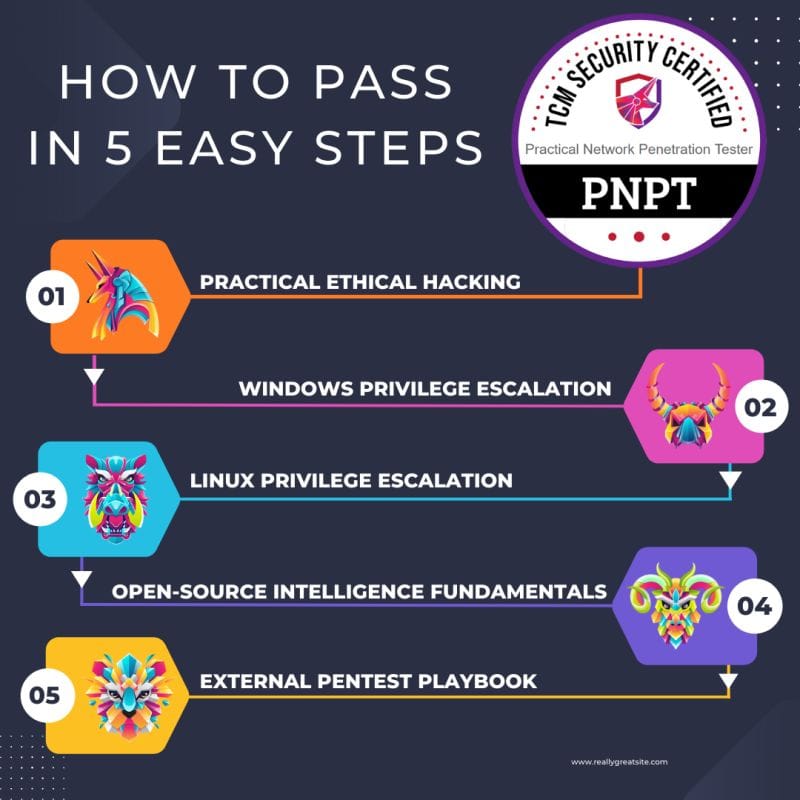 HOW TO PASS
IN 5 EASY STEPS
TCM SECURITY CERTIFIED
Practical Network Penetration Tester
PNPT
01
PRACTICAL ETHICAL HACKING
WINDOWS PRIVILEGE ESCALATION
02
03
LINUX PRIVILEGE ESCALATION
OPEN-SOURCE INTELLIGENCE FUNDAMENTALS
04
05
EXTERNAL PENTEST PLAYBOOK
www.reallygreatsite.com